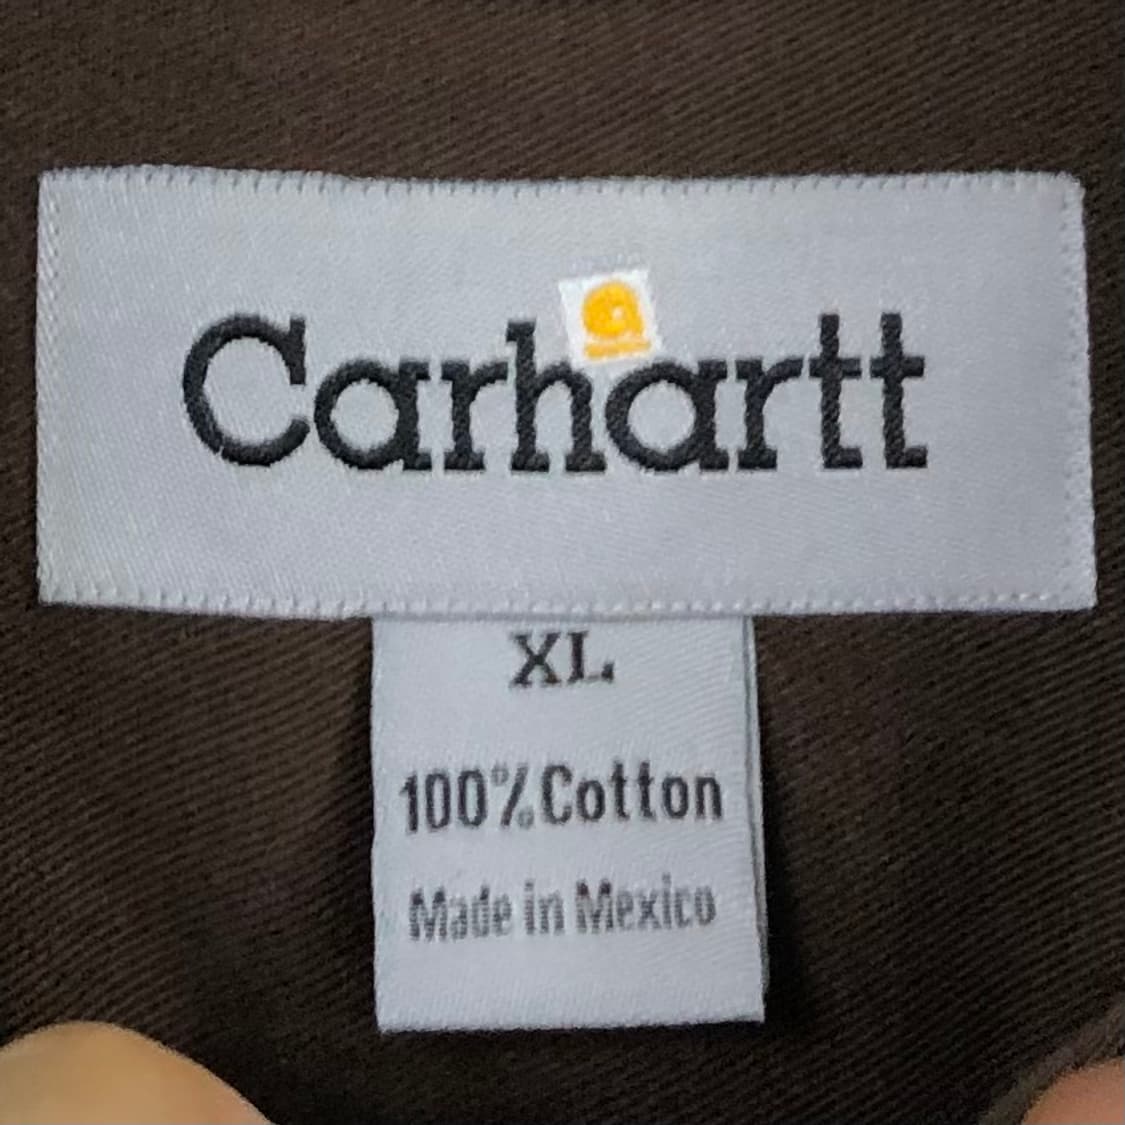 Carhartt
XL
100% Cotton
Made in Mexico